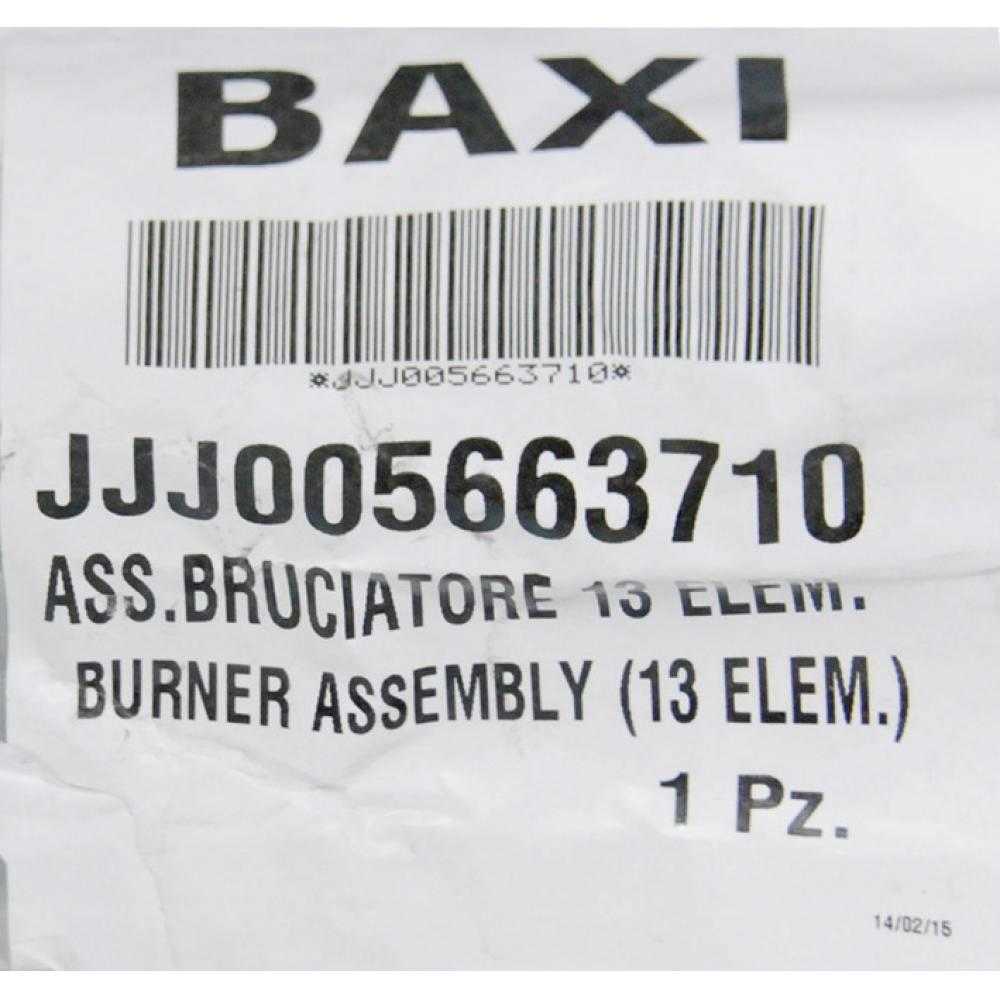 BAXI
*JJJ005663710*
JJJ005663710
ASS.BRUCIATORE 13 ELEM.
BURNER ASSEMBLY (13 ELEM.)
1 Pz.
14/02/15